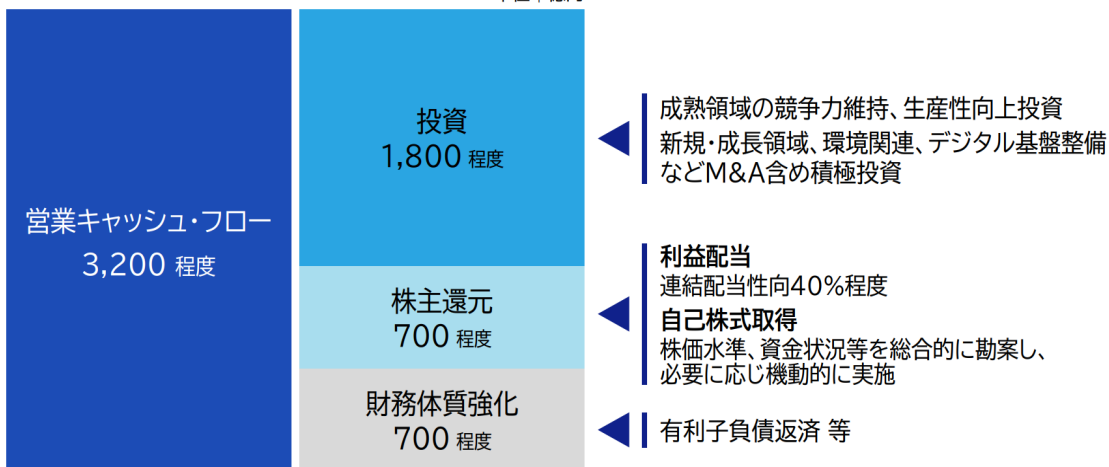 営業キャッシュ・フロー
3,200 程度
投資
1,800 程度
株主還元
700 程度
財務体質強化
700 程度
成熟領域の競争力維持、生産性向上投資
新規・成長領域、環境関連、デジタル基盤整備
などM&A含め積極投資
利益配当
連結配当性向40%程度
自己株式取得
株価水準、資金状況等を総合的に勘案し、
必要に応じ機動的に実施
有利子負債返済 等